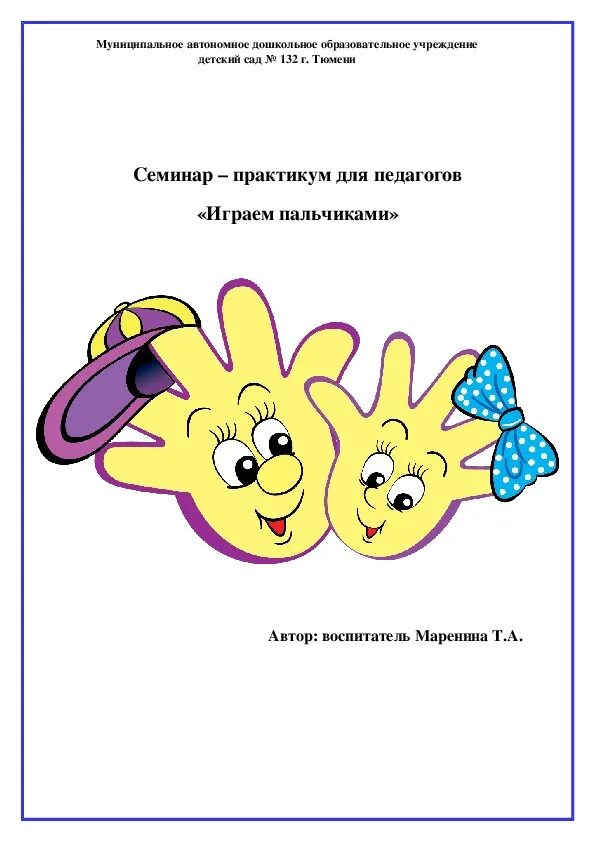 Муниципальное автономное дошкольное образовательное учреждение
детский сад № 132 г. Тюмени
Семинар – практикум для педагогов
«Играем пальчиками»
Автор: воспитатель Маренина Т.А.